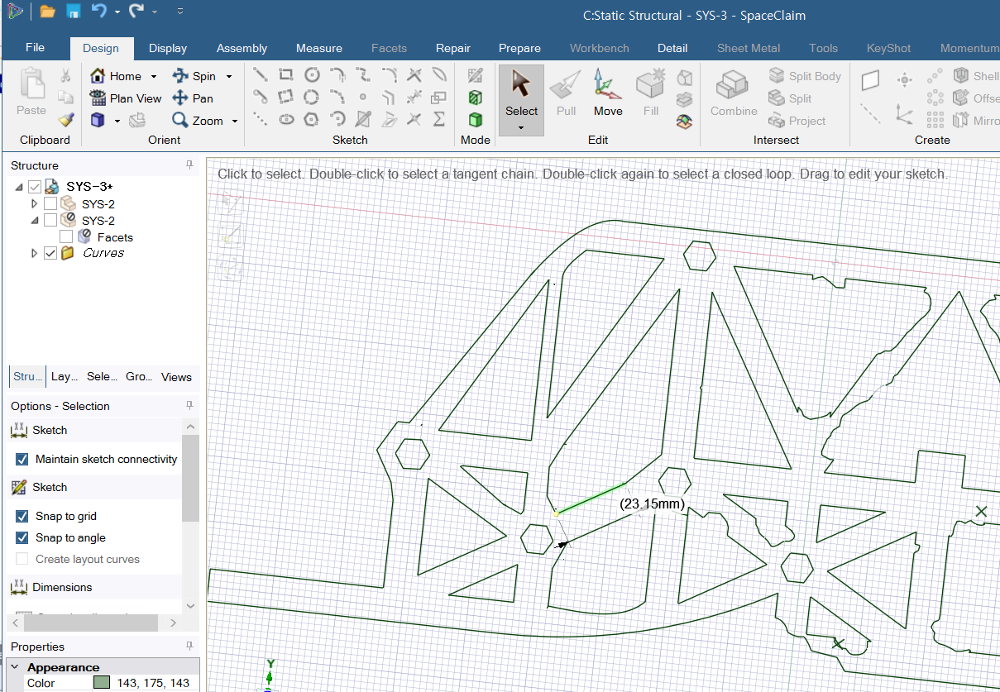 C:Static Structural - SYS-3 - SpaceClaim
File Design Display Assembly Measure Facets Repair Prepare Workbench Detail Sheet Metal Tools KeyShot Momentum
Home Spin Split Body Shell
Plan View Pan Split Offse
Paste Select Pull Move Fill Combine
Zoom Project Mirro
Clipboard Orient Sketch Mode Edit Intersect Create
Structure
Click to select. Double-click to select a tangent chain. Double-click again to select a closed loop. Drag to edit your sketch.
SYS-3*
SYS-2
SYS-2
Facets
Curves
Stru... Lay... Sele... Gro... Views
Options - Selection
Sketch
Maintain sketch connectivity
Sketch
(23.15mm)
Snap to grid
Snap to angle
Create layout curves
Dimensions
Properties
Appearance
Color 143, 175, 143
Y